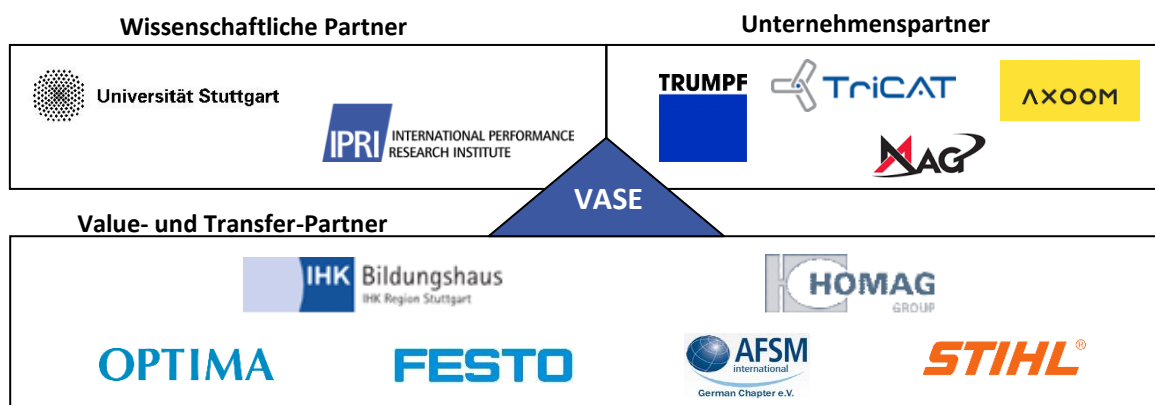 Wissenschaftliche Partner
Unternehmenspartner
Universität Stuttgart
IPRI INTERNATIONAL PERFORMANCE
RESEARCH INSTITUTE
TRUMPF
TRICAT
AXOOM
MAG
VASE
Value- und Transfer-Partner
IHK Bildungshaus
IHK Region Stuttgart
HOMAG
GROUP
OPTIMA
FESTO
AFSM
international
German Chapter e.V.
STIHL®